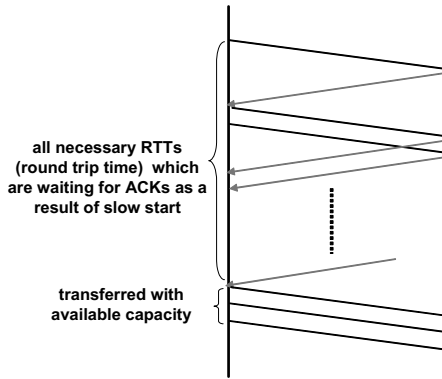 all necessary RTTs
(round trip time) which
are waiting for ACKs as a
result of slow start
transferred with
available capacity